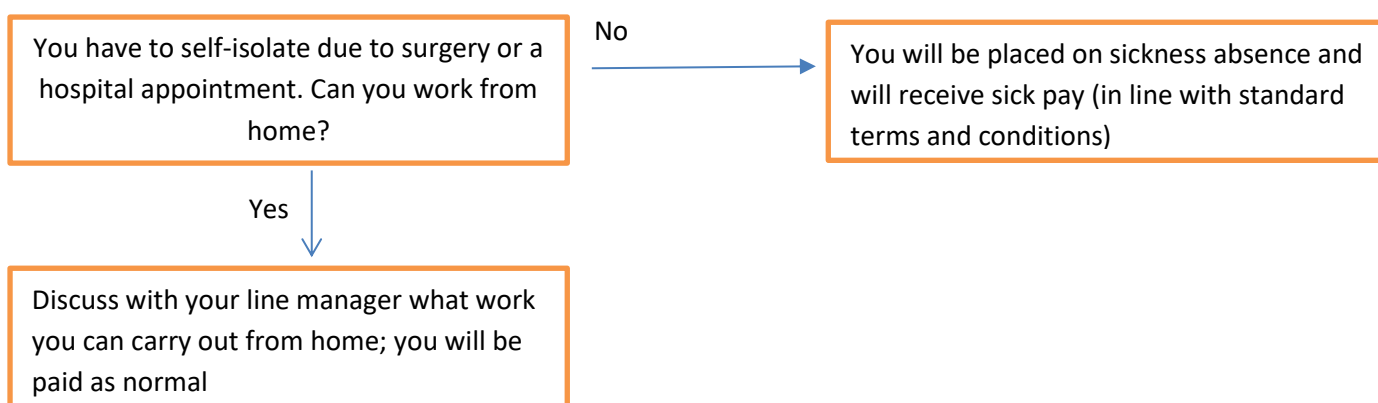 You have to self-isolate due to surgery or a
hospital appointment. Can you work from
home?
No
You will be placed on sickness absence and
will receive sick pay (in line with standard
terms and conditions)
Yes
Discuss with your line manager what work
you can carry out from home; you will be
paid as normal